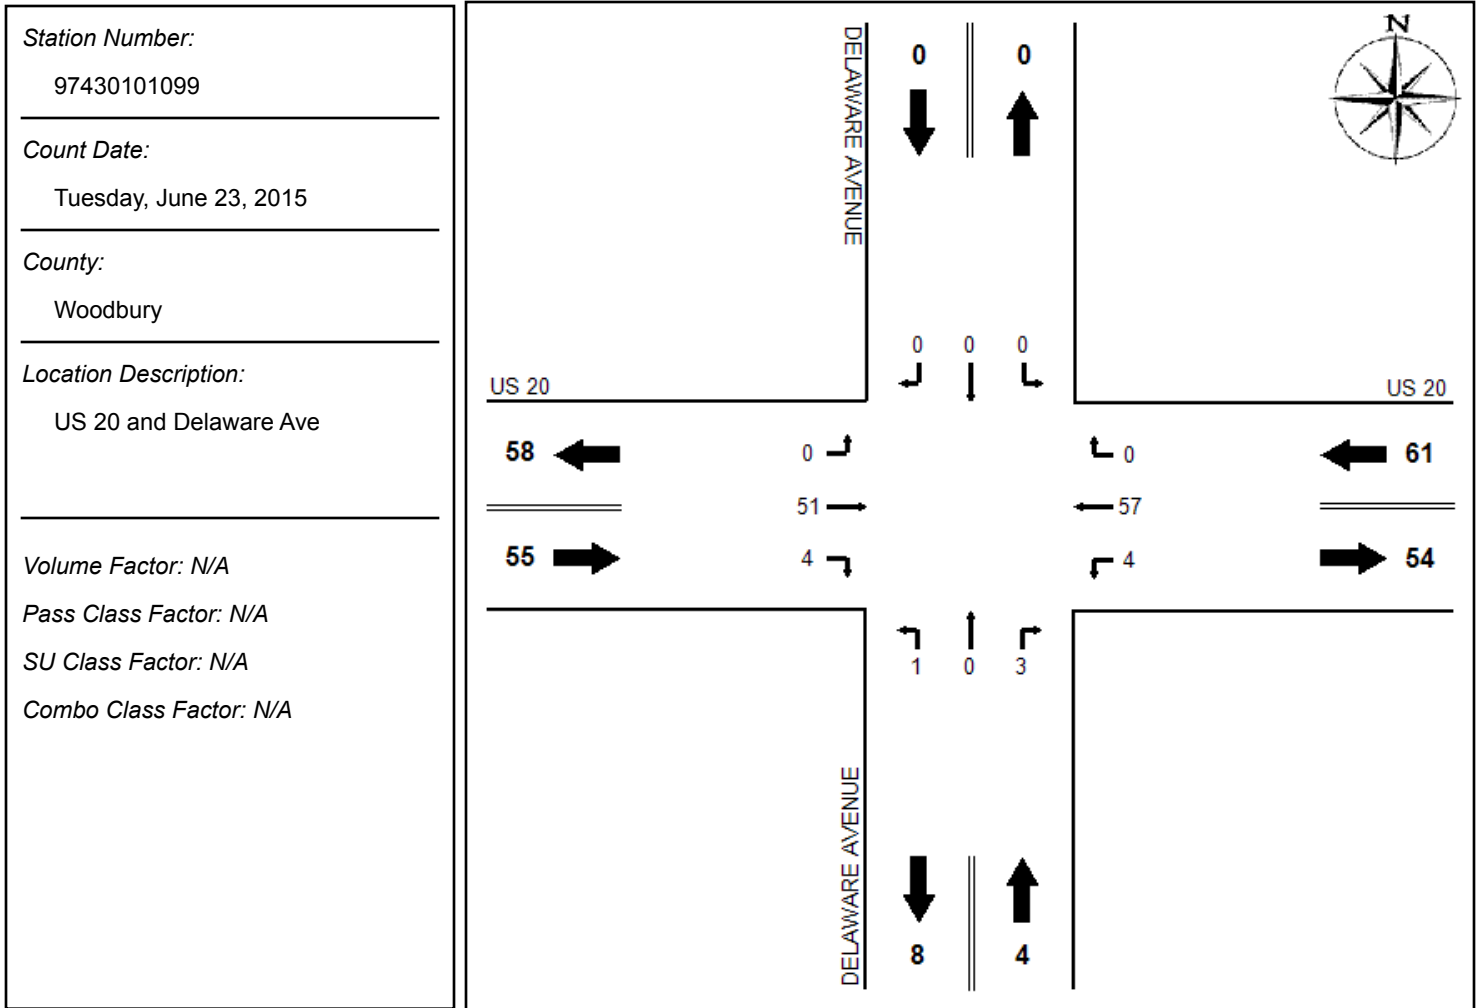 Station Number:
97430101099
Count Date:
Tuesday, June 23, 2015
County:
Woodbury
Location Description:
US 20 and Delaware Ave
Volume Factor: N/A
Pass Class Factor: N/A
SU Class Factor: N/A
Combo Class Factor: N/A
N
DELAWARE AVENUE
0 0
0 0 0
US 20 US 20
58 0 0 61
51 57
55 4 4 54
1 0 3
DELAWARE AVENUE
8 4